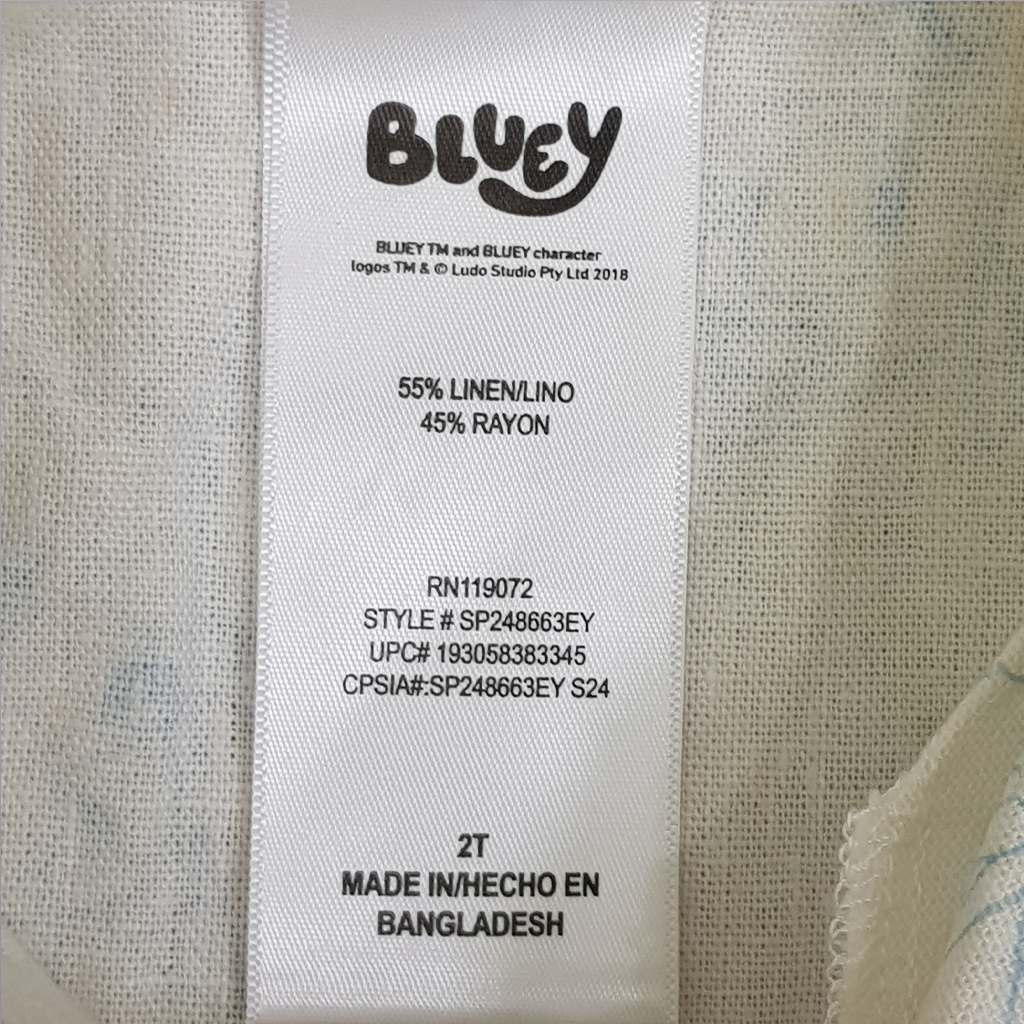 BLUEY
BLUEY TM and BLUEY character
logos TM & © Ludo Studio Pty Ltd 2018
55% LINEN/LINO
45% RAYON
RN119072
STYLE # SP248663EY
UPC# 193058383345
CPSIA#:SP248663EY S24
2T
MADE IN/HECHO EN
BANGLADESH